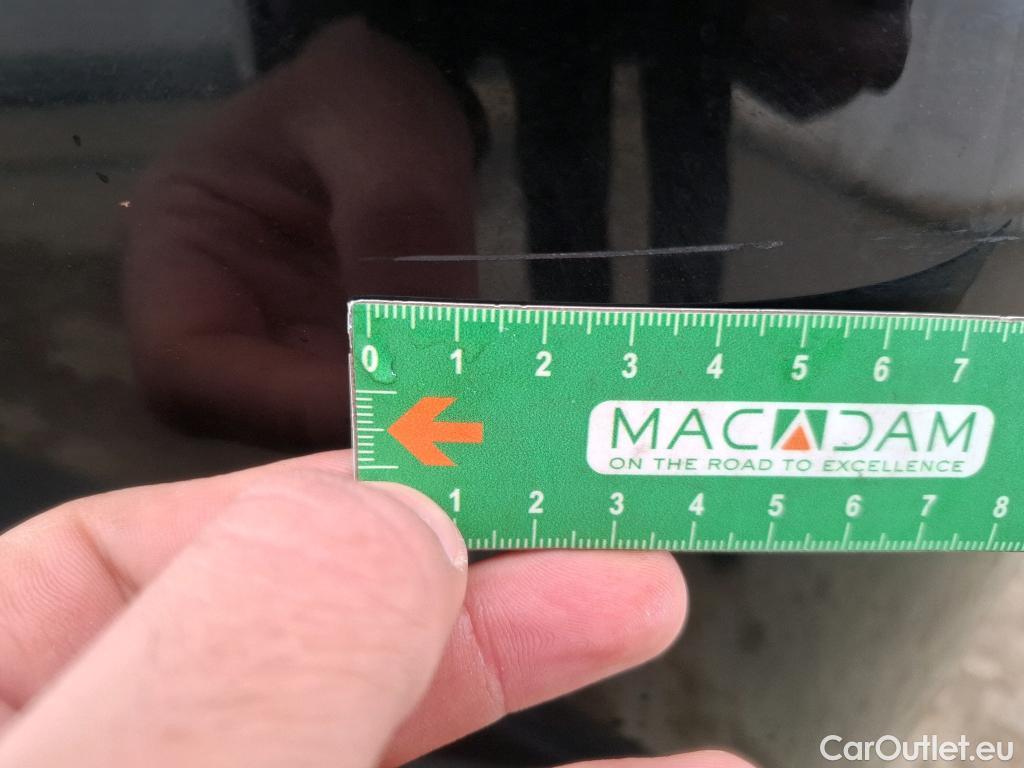 0 1 2 3 4 5 6 7
MACADAM
ON THE ROAD TO EXCELLENCE
1 2 3 4 5 6 7 8
CarOutlet.eu